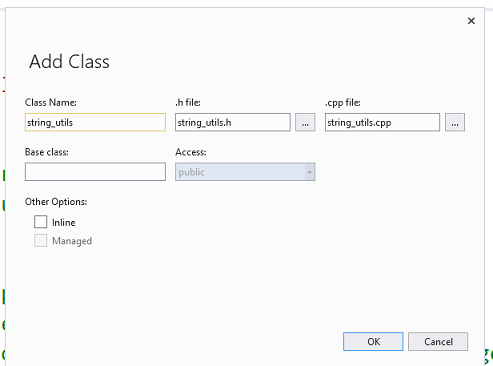 Add Class
Class Name: .h file: .cpp file:
string_utils string_utils.h ... string_utils.cpp ...
Base class: Access:
public
Other Options:
Inline
Managed
OK Cancel